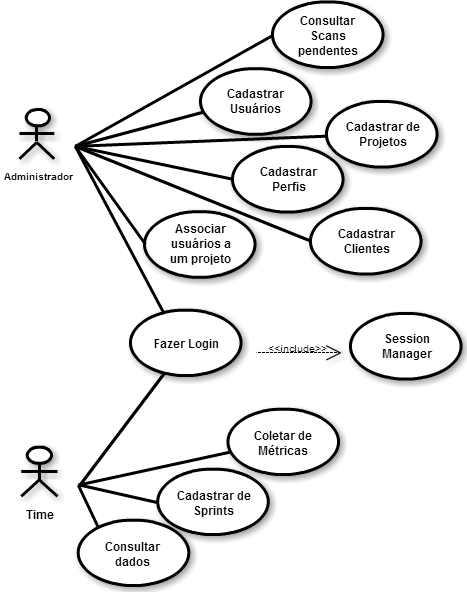 Consultar
Scans
pendentes
Cadastrar
Usuários
Cadastrar de
Projetos
Administrador
Cadastrar
Perfis
Associar
usuários a
um projeto
Cadastrar
Clientes
Fazer Login
<<include>>
Session
Manager
Coletar de
Métricas
Cadastrar de
Sprints
Time
Consultar
dados